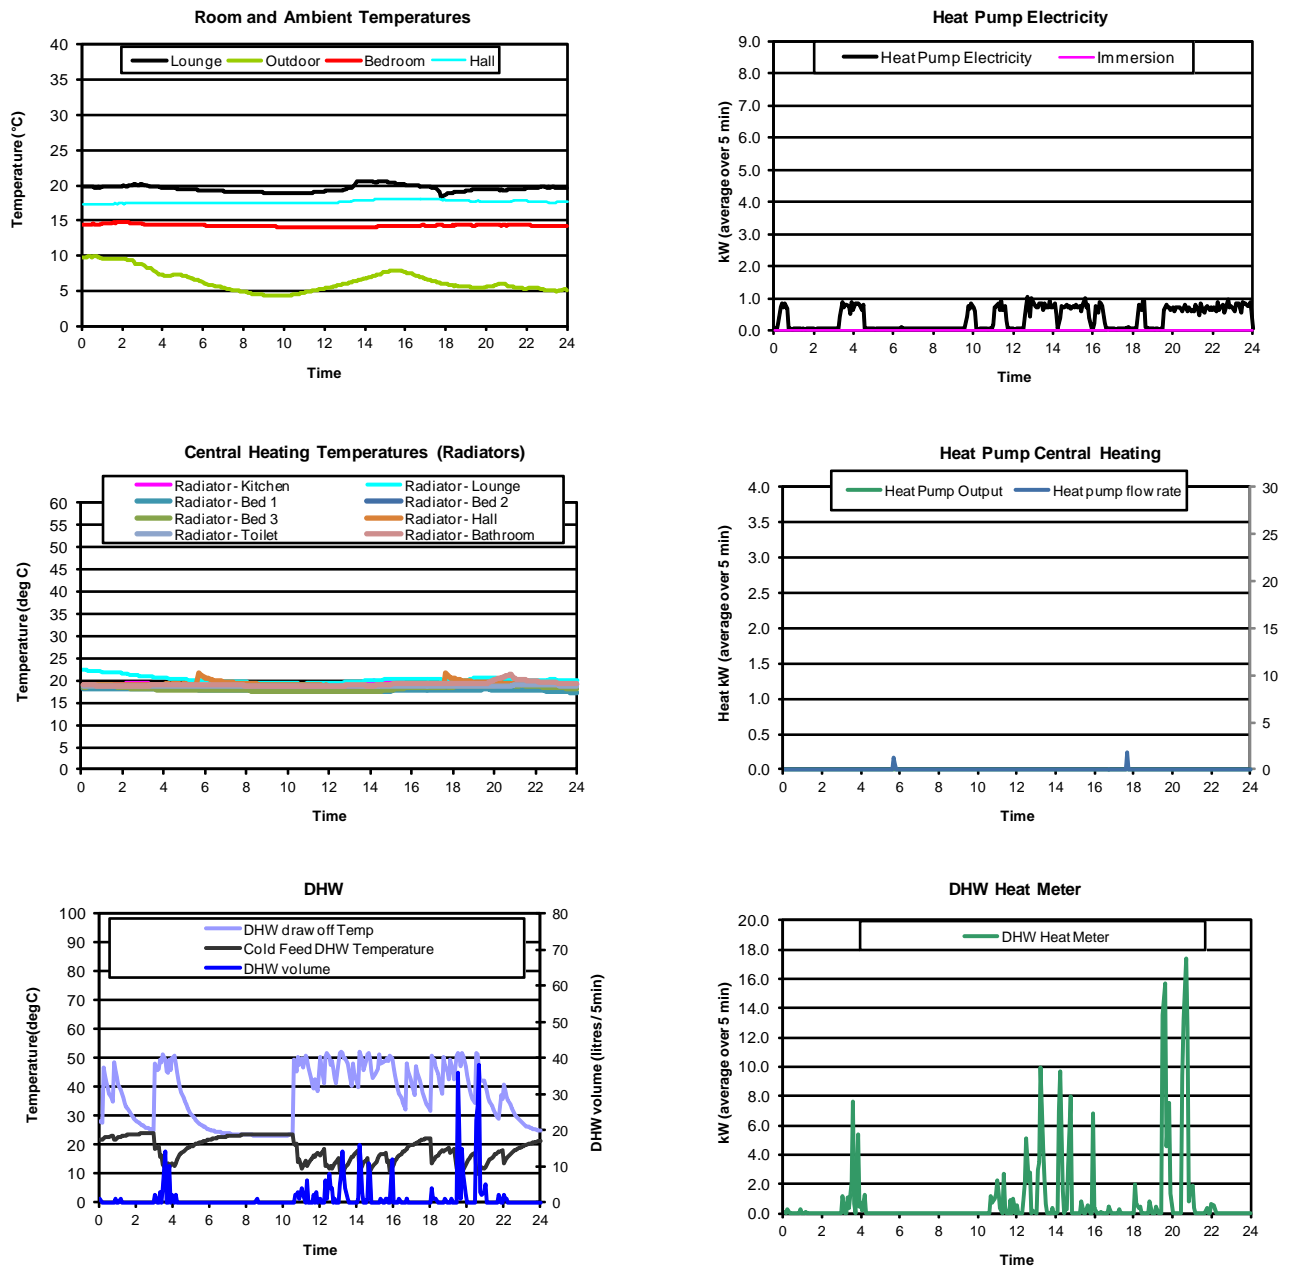 Room and Ambient Temperatures
Lounge Outdoor Bedroom Hall
Temperature (°C)
40
35
30
25
20
15
10
5
0
0 2 4 6 8 10 12 14 16 18 20 22 24
Time
Heat Pump Electricity
Heat Pump Electricity Immersion
kW (average over 5 min)
9.0
8.0
7.0
6.0
5.0
4.0
3.0
2.0
1.0
0.0
0 2 4 6 8 10 12 14 16 18 20 22 24
Time
Central Heating Temperatures (Radiators)
Radiator - Kitchen Radiator - Lounge
Radiator - Bed 1 Radiator - Bed 2
Radiator - Bed 3 Radiator - Hall
Radiator - Toilet Radiator - Bathroom
Temperature (deg C)
60
55
50
45
40
35
30
25
20
15
10
5
0
0 2 4 6 8 10 12 14 16 18 20 22 24
Time
Heat Pump Central Heating
Heat Pump Output Heat pump flow rate
Heat kW (average over 5 min)
4.0
3.5
3.0
2.5
2.0
1.5
1.0
0.5
0.0
30
25
20
15
10
5
0
0 2 4 6 8 10 12 14 16 18 20 22 24
Time
DHW
DHW draw off Temp
Cold Feed DHW Temperature
DHW volume
Temperature (deg C)
100
90
80
70
60
50
40
30
20
10
0
80
70
60
50
40
30
20
10
0
DHW volume (litres / 5min)
0 2 4 6 8 10 12 14 16 18 20 22 24
Time
DHW Heat Meter
DHW Heat Meter
kW (average over 5 min)
20.0
18.0
16.0
14.0
12.0
10.0
8.0
6.0
4.0
2.0
0.0
0 2 4 6 8 10 12 14 16 18 20 22 24
Time